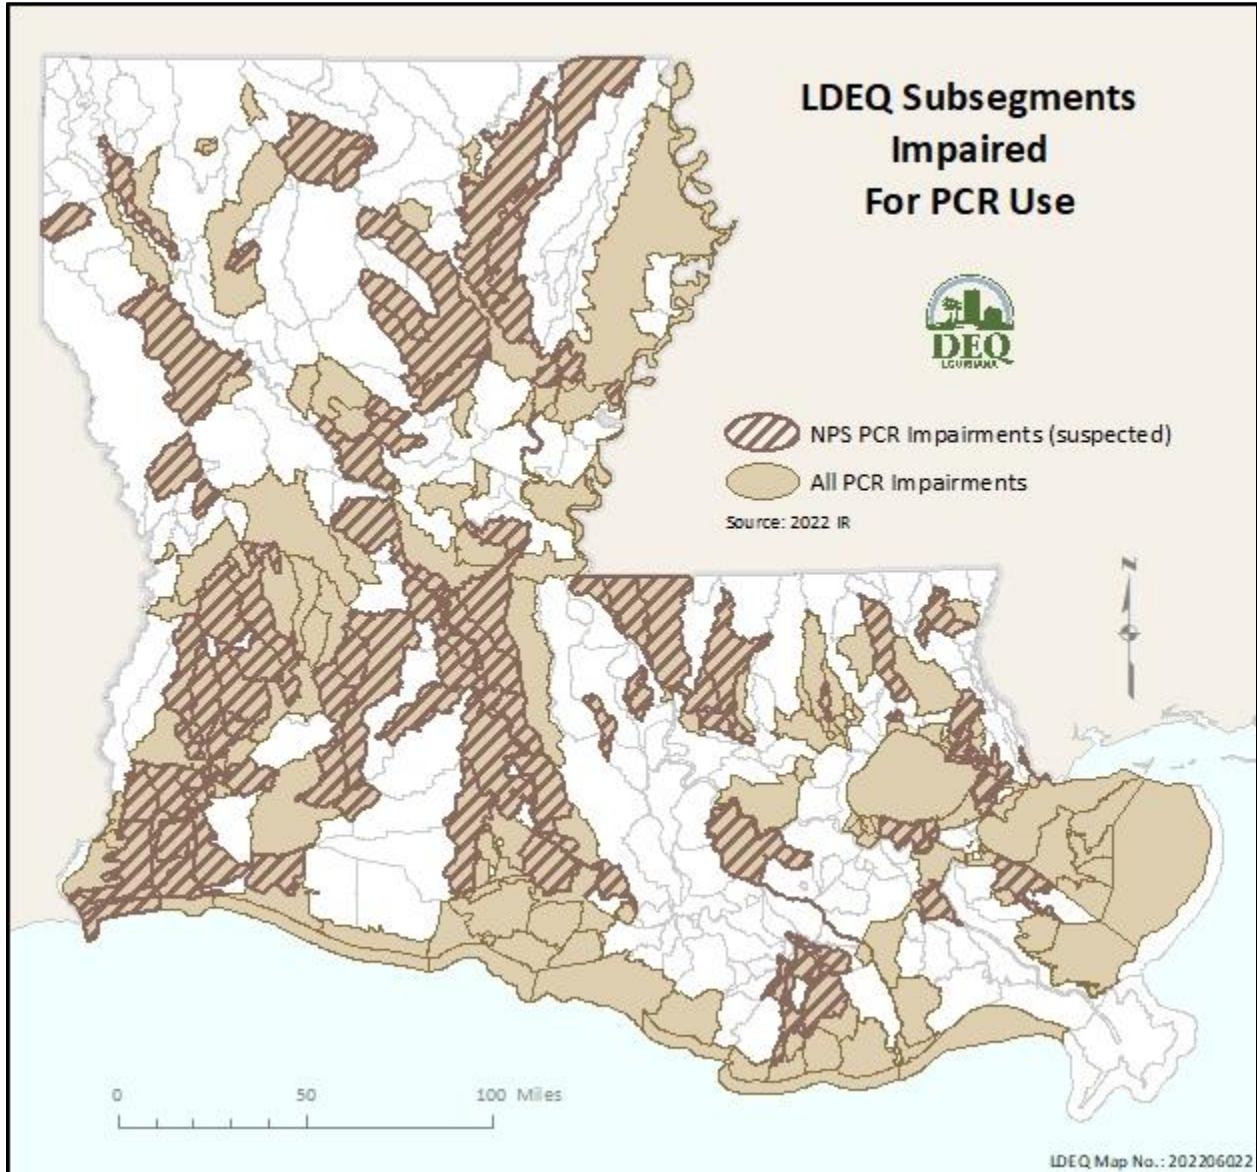 LDEQ Subsegments
Impaired
For PCR Use
DEQ
LOUISIANA
NPS PCR Impairments (suspected)
All PCR Impairments
Source: 2022 IR
N
0 50 100 Miles
LDEQ Map No.: 202206022